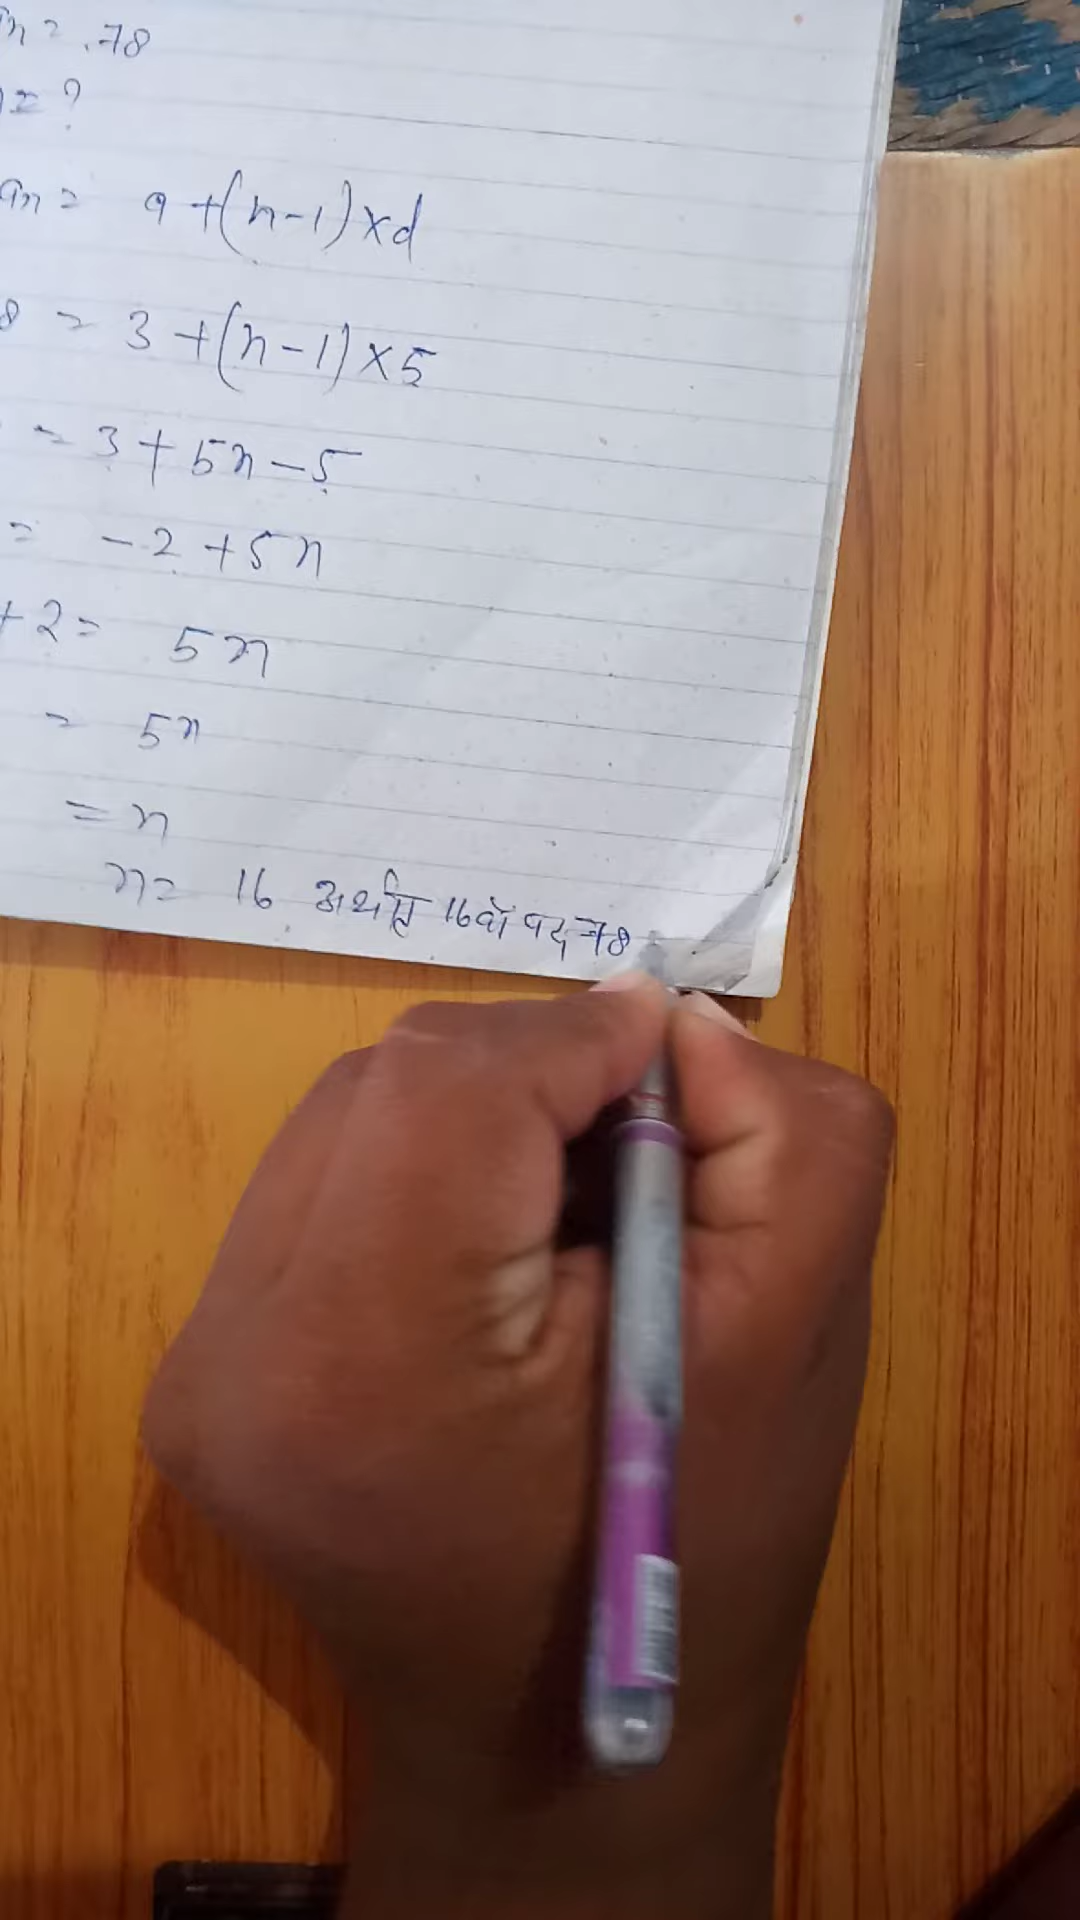 an = .78
n = ?
an = a + (n-1) × d
8 = 3 + (n-1) × 5
= 3 + 5n - 5
= -2 + 5n
+ 2 = 5n
= 5n
= n
n = 16 अर्थात 16वाँ पद 78